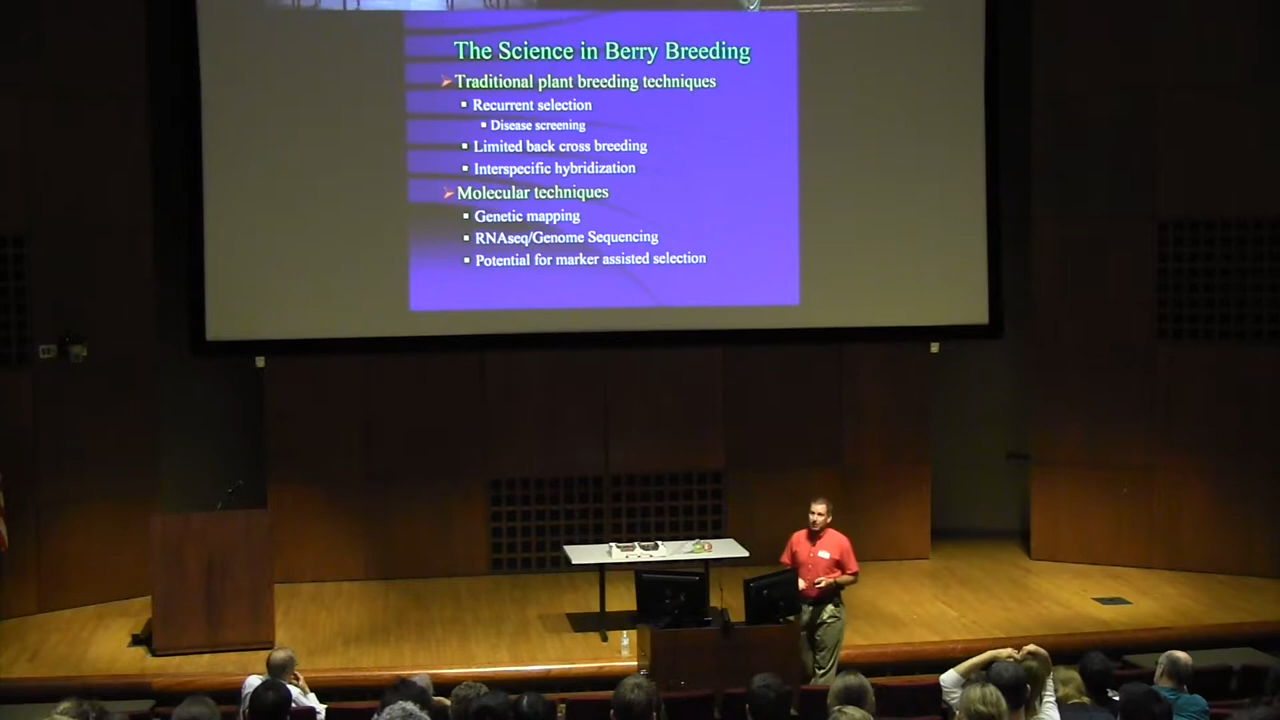 The Science in Berry Breeding
Traditional plant breeding techniques
Recurrent selection
Disease screening
Limited back cross breeding
Interspecific hybridization
Molecular techniques
Genetic mapping
RNAseq/Genome Sequencing
Potential for marker assisted selection